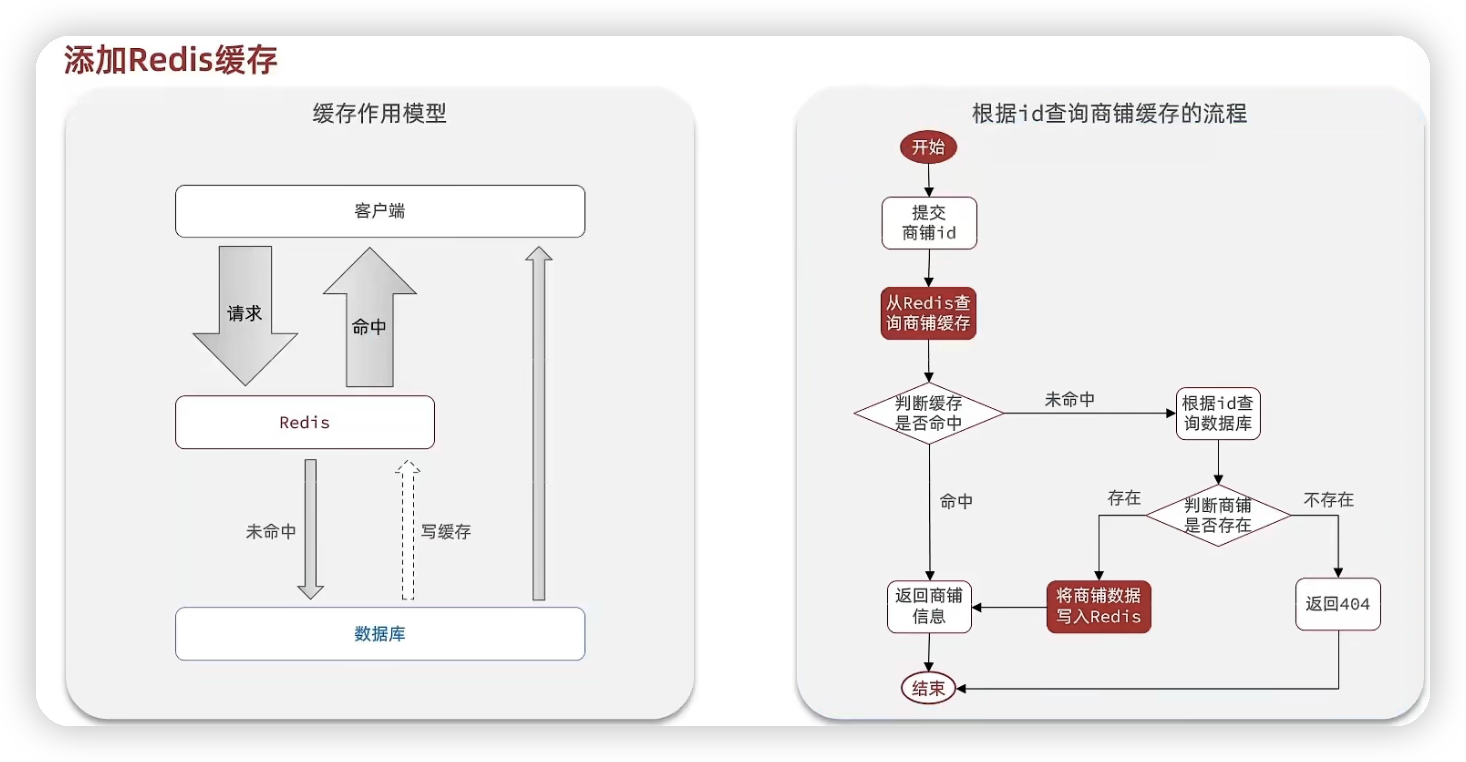 添加Redis缓存
缓存作用模型
客户端
请求
命中
Redis
未命中
写缓存
数据库
根据id查询商铺缓存的流程
开始
提交
商铺id
从Redis查
询商铺缓存
判断缓存
是否命中
未命中
根据id查
询数据库
命中
存在
判断商铺
是否存在
不存在
返回商铺
信息
将商铺数据
写入Redis
返回404
结束